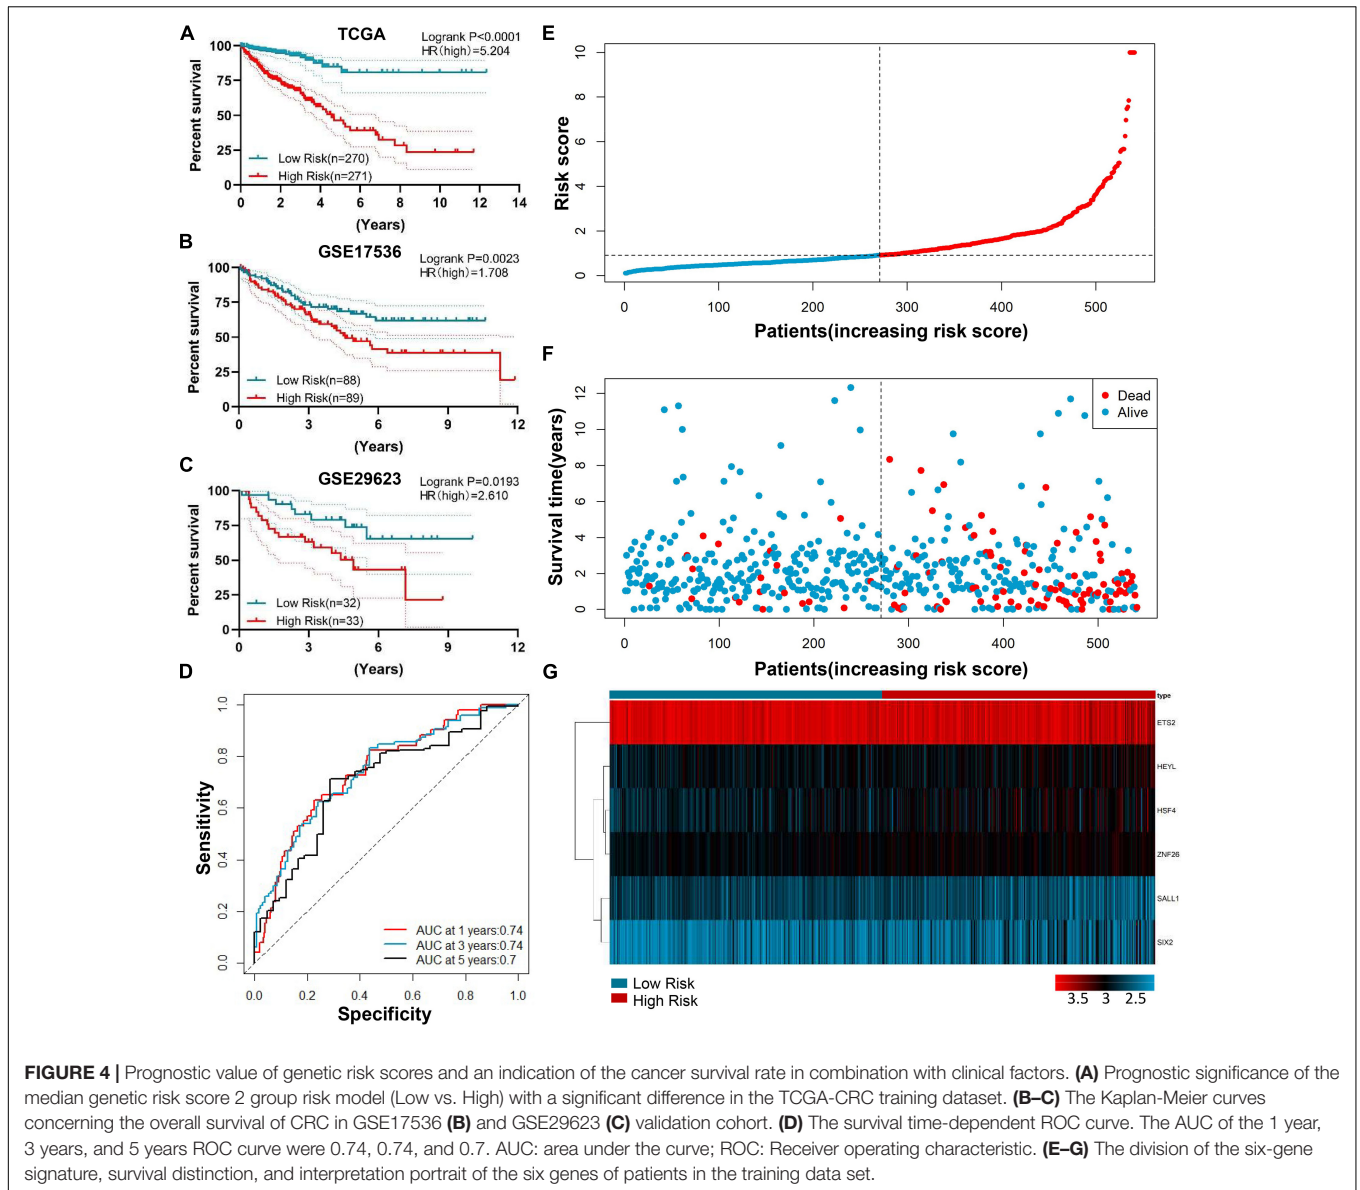 A
TCGA
Logrank P<0.0001
HR(high)=5.204
Percent survival
100
75
50
25
0
Low Risk(n=270)
High Risk(n=271)
0 2 4 6 8 10 12 14
(Years)
B
GSE17536
Logrank P=0.0023
HR(high)=1.708
Percent survival
100
75
50
25
0
Low Risk(n=88)
High Risk(n=89)
0 3 6 9 12
(Years)
C
GSE29623
Logrank P=0.0193
HR(high)=2.610
Percent survival
100
75
50
25
0
Low Risk(n=32)
High Risk(n=33)
0 3 6 9 12
(Years)
D
Sensitivity
1.0
0.8
0.6
0.4
0.2
0.0
AUC at 1 years:0.74
AUC at 3 years:0.74
AUC at 5 years:0.7
0.0 0.2 0.4 0.6 0.8 1.0
Specificity
E
Risk score
10
8
6
4
2
0
0 100 200 300 400 500
Patients(increasing risk score)
F
Survival time(years)
12
10
8
6
4
2
0
Dead
Alive
0 100 200 300 400 500
Patients(increasing risk score)
G
type
ETS2
HEYL
HSF4
ZNF26
SALL1
SIX2
Low Risk
High Risk
3.5 3 2.5
FIGURE 4 | Prognostic value of genetic risk scores and an indication of the cancer survival rate in combination with clinical factors. (A) Prognostic significance of the
median genetic risk score 2 group risk model (Low vs. High) with a significant difference in the TCGA-CRC training dataset. (B–C) The Kaplan-Meier curves
concerning the overall survival of CRC in GSE17536 (B) and GSE29623 (C) validation cohort. (D) The survival time-dependent ROC curve. The AUC of the 1 year,
3 years, and 5 years ROC curve were 0.74, 0.74, and 0.7. AUC: area under the curve; ROC: Receiver operating characteristic. (E–G) The division of the six-gene
signature, survival distinction, and interpretation portrait of the six genes of patients in the training data set.